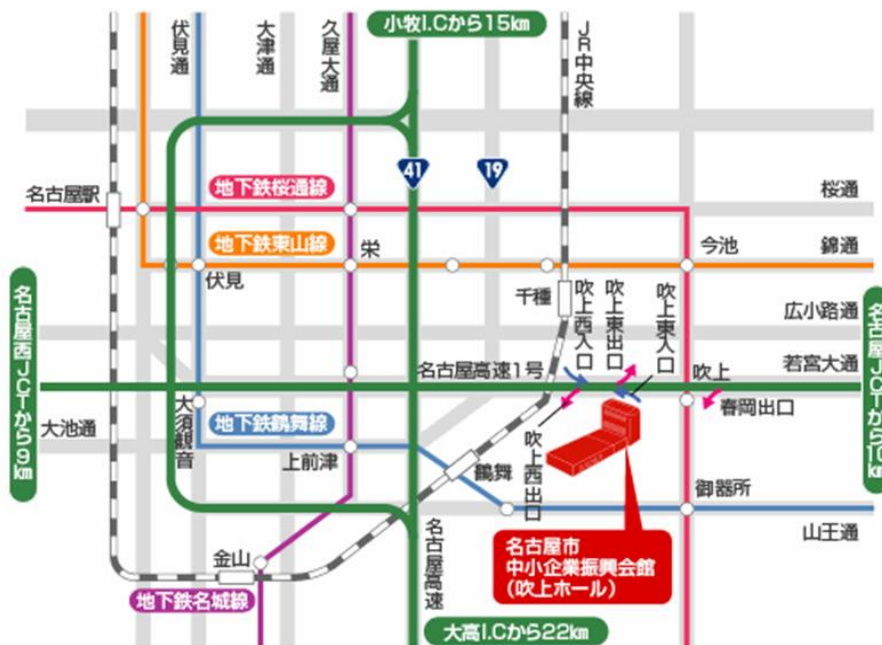 小牧I.Cから15km
伏見通
大津通
久屋大通
JR中央線
41
19
名古屋駅
地下鉄桜通線
桜通
地下鉄東山線
栄
今池
錦通
伏見
千種
吹上西入口
吹上東出口
吹上東入口
広小路通
名古屋西JCTから9km
名古屋JCTから10km
名古屋高速1号
吹上
若宮大通
大須観音
大池通
地下鉄鶴舞線
春岡出口
上前津
鶴舞
吹上西出口
御器所
山王通
金山
名古屋高速
名古屋市
中小企業振興会館
(吹上ホール)
地下鉄名城線
大高I.Cから22km